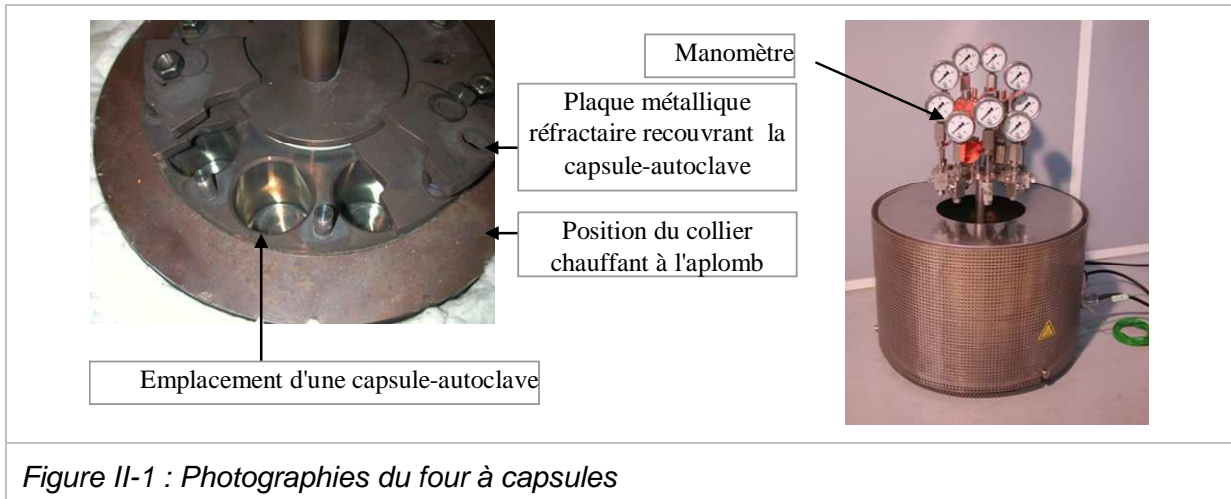 Manomètre
Plaque métallique
réfractaire recouvrant la
capsule-autoclave
Position du collier
chauffant à l'aplomb
Emplacement d'une capsule-autoclave
Figure II-1 : Photographies du four à capsules